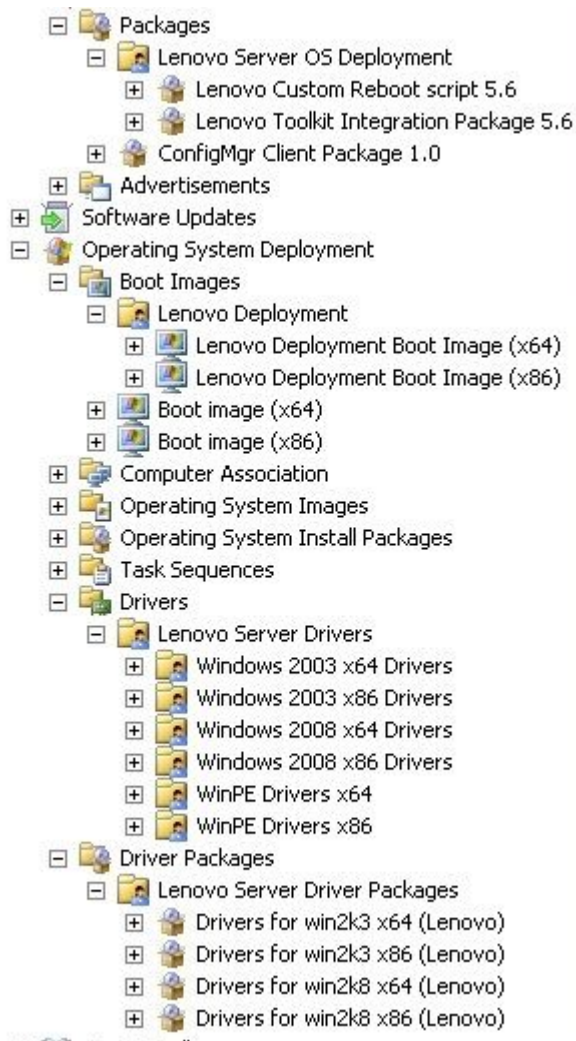 Packages
Lenovo Server OS Deployment
Lenovo Custom Reboot script 5.6
Lenovo Toolkit Integration Package 5.6
ConfigMgr Client Package 1.0
Advertisements
Software Updates
Operating System Deployment
Boot Images
Lenovo Deployment
Lenovo Deployment Boot Image (x64)
Lenovo Deployment Boot Image (x86)
Boot image (x64)
Boot image (x86)
Computer Association
Operating System Images
Operating System Install Packages
Task Sequences
Drivers
Lenovo Server Drivers
Windows 2003 x64 Drivers
Windows 2003 x86 Drivers
Windows 2008 x64 Drivers
Windows 2008 x86 Drivers
WinPE Drivers x64
WinPE Drivers x86
Driver Packages
Lenovo Server Driver Packages
Drivers for win2k3 x64 (Lenovo)
Drivers for win2k3 x86 (Lenovo)
Drivers for win2k8 x64 (Lenovo)
Drivers for win2k8 x86 (Lenovo)